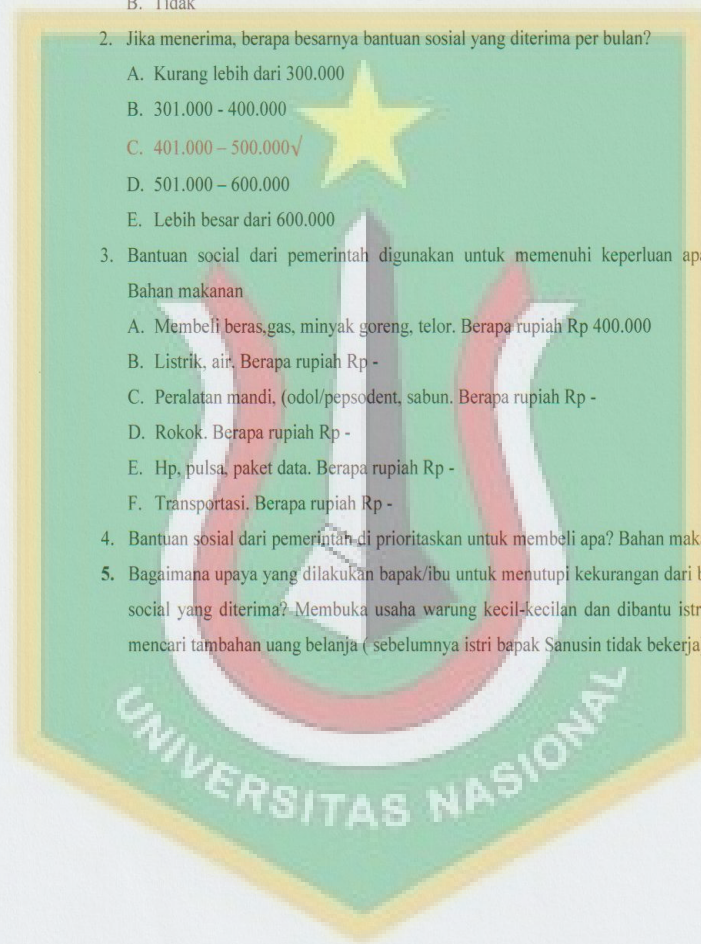 B. Tidak
2. Jika menerima, berapa besarnya bantuan sosial yang diterima per bulan?
A. Kurang lebih dari 300.000
B. 301.000 - 400.000
C. 401.000 – 500.000√
D. 501.000 – 600.000
E. Lebih besar dari 600.000
3. Bantuan social dari pemerintah digunakan untuk memenuhi keperluan apa
Bahan makanan
A. Membeli beras,gas, minyak goreng, telor. Berapa rupiah Rp 400.000
B. Listrik, air. Berapa rupiah Rp -
C. Peralatan mandi, (odol/pepsodent, sabun. Berapa rupiah Rp -
D. Rokok. Berapa rupiah Rp -
E. Hp, pulsa, paket data. Berapa rupiah Rp -
F. Transportasi. Berapa rupiah Rp -
4. Bantuan sosial dari pemerintah di prioritaskan untuk membeli apa? Bahan mak
5. Bagaimana upaya yang dilakukan bapak/ibu untuk menutupi kekurangan dari b
social yang diterima? Membuka usaha warung kecil-kecilan dan dibantu istr
mencari tambahan uang belanja ( sebelumnya istri bapak Sanusin tidak bekerja
UNIVERSITAS NASIONAL